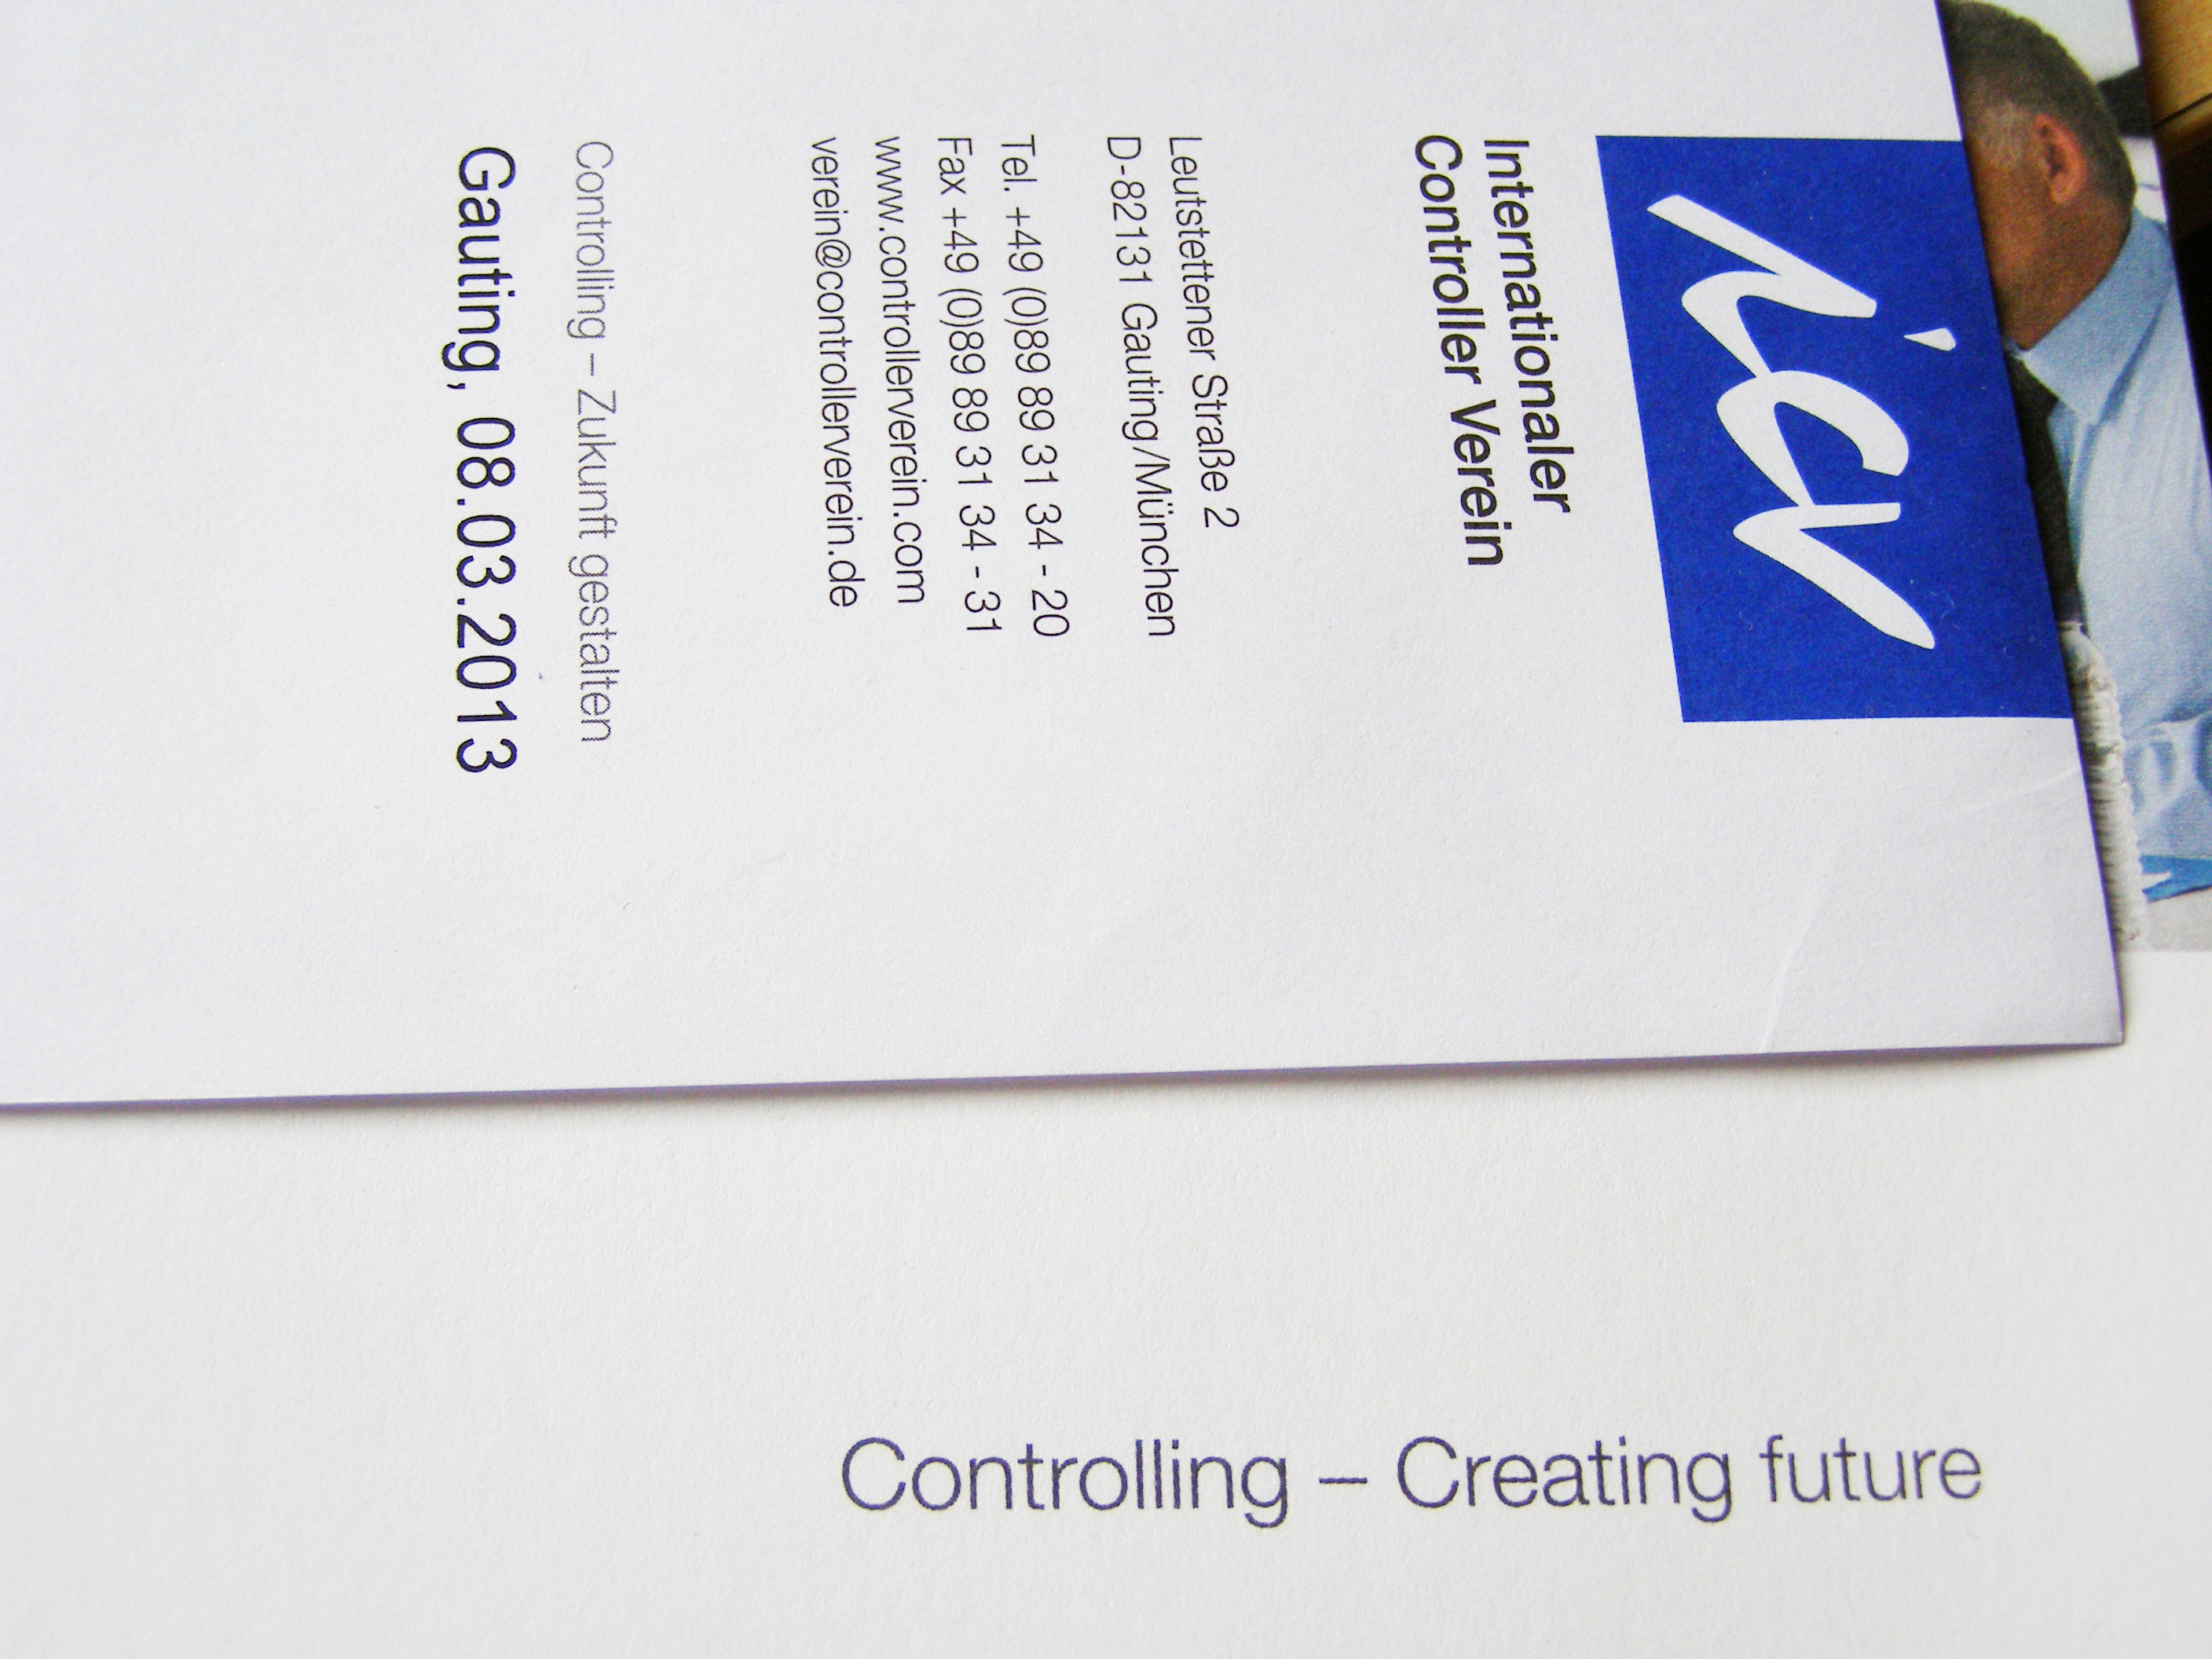 icv
Internationaler
Controller Verein
Leutstettener Straße 2
D-82131 Gauting/München
Tel. +49 (0)89 89 31 34 - 20
Fax +49 (0)89 89 31 34 - 31
www.controllerverein.com
verein@controllerverein.de
Controlling – Zukunft gestalten
Gauting, 08.03.2013
Controlling – Creating future